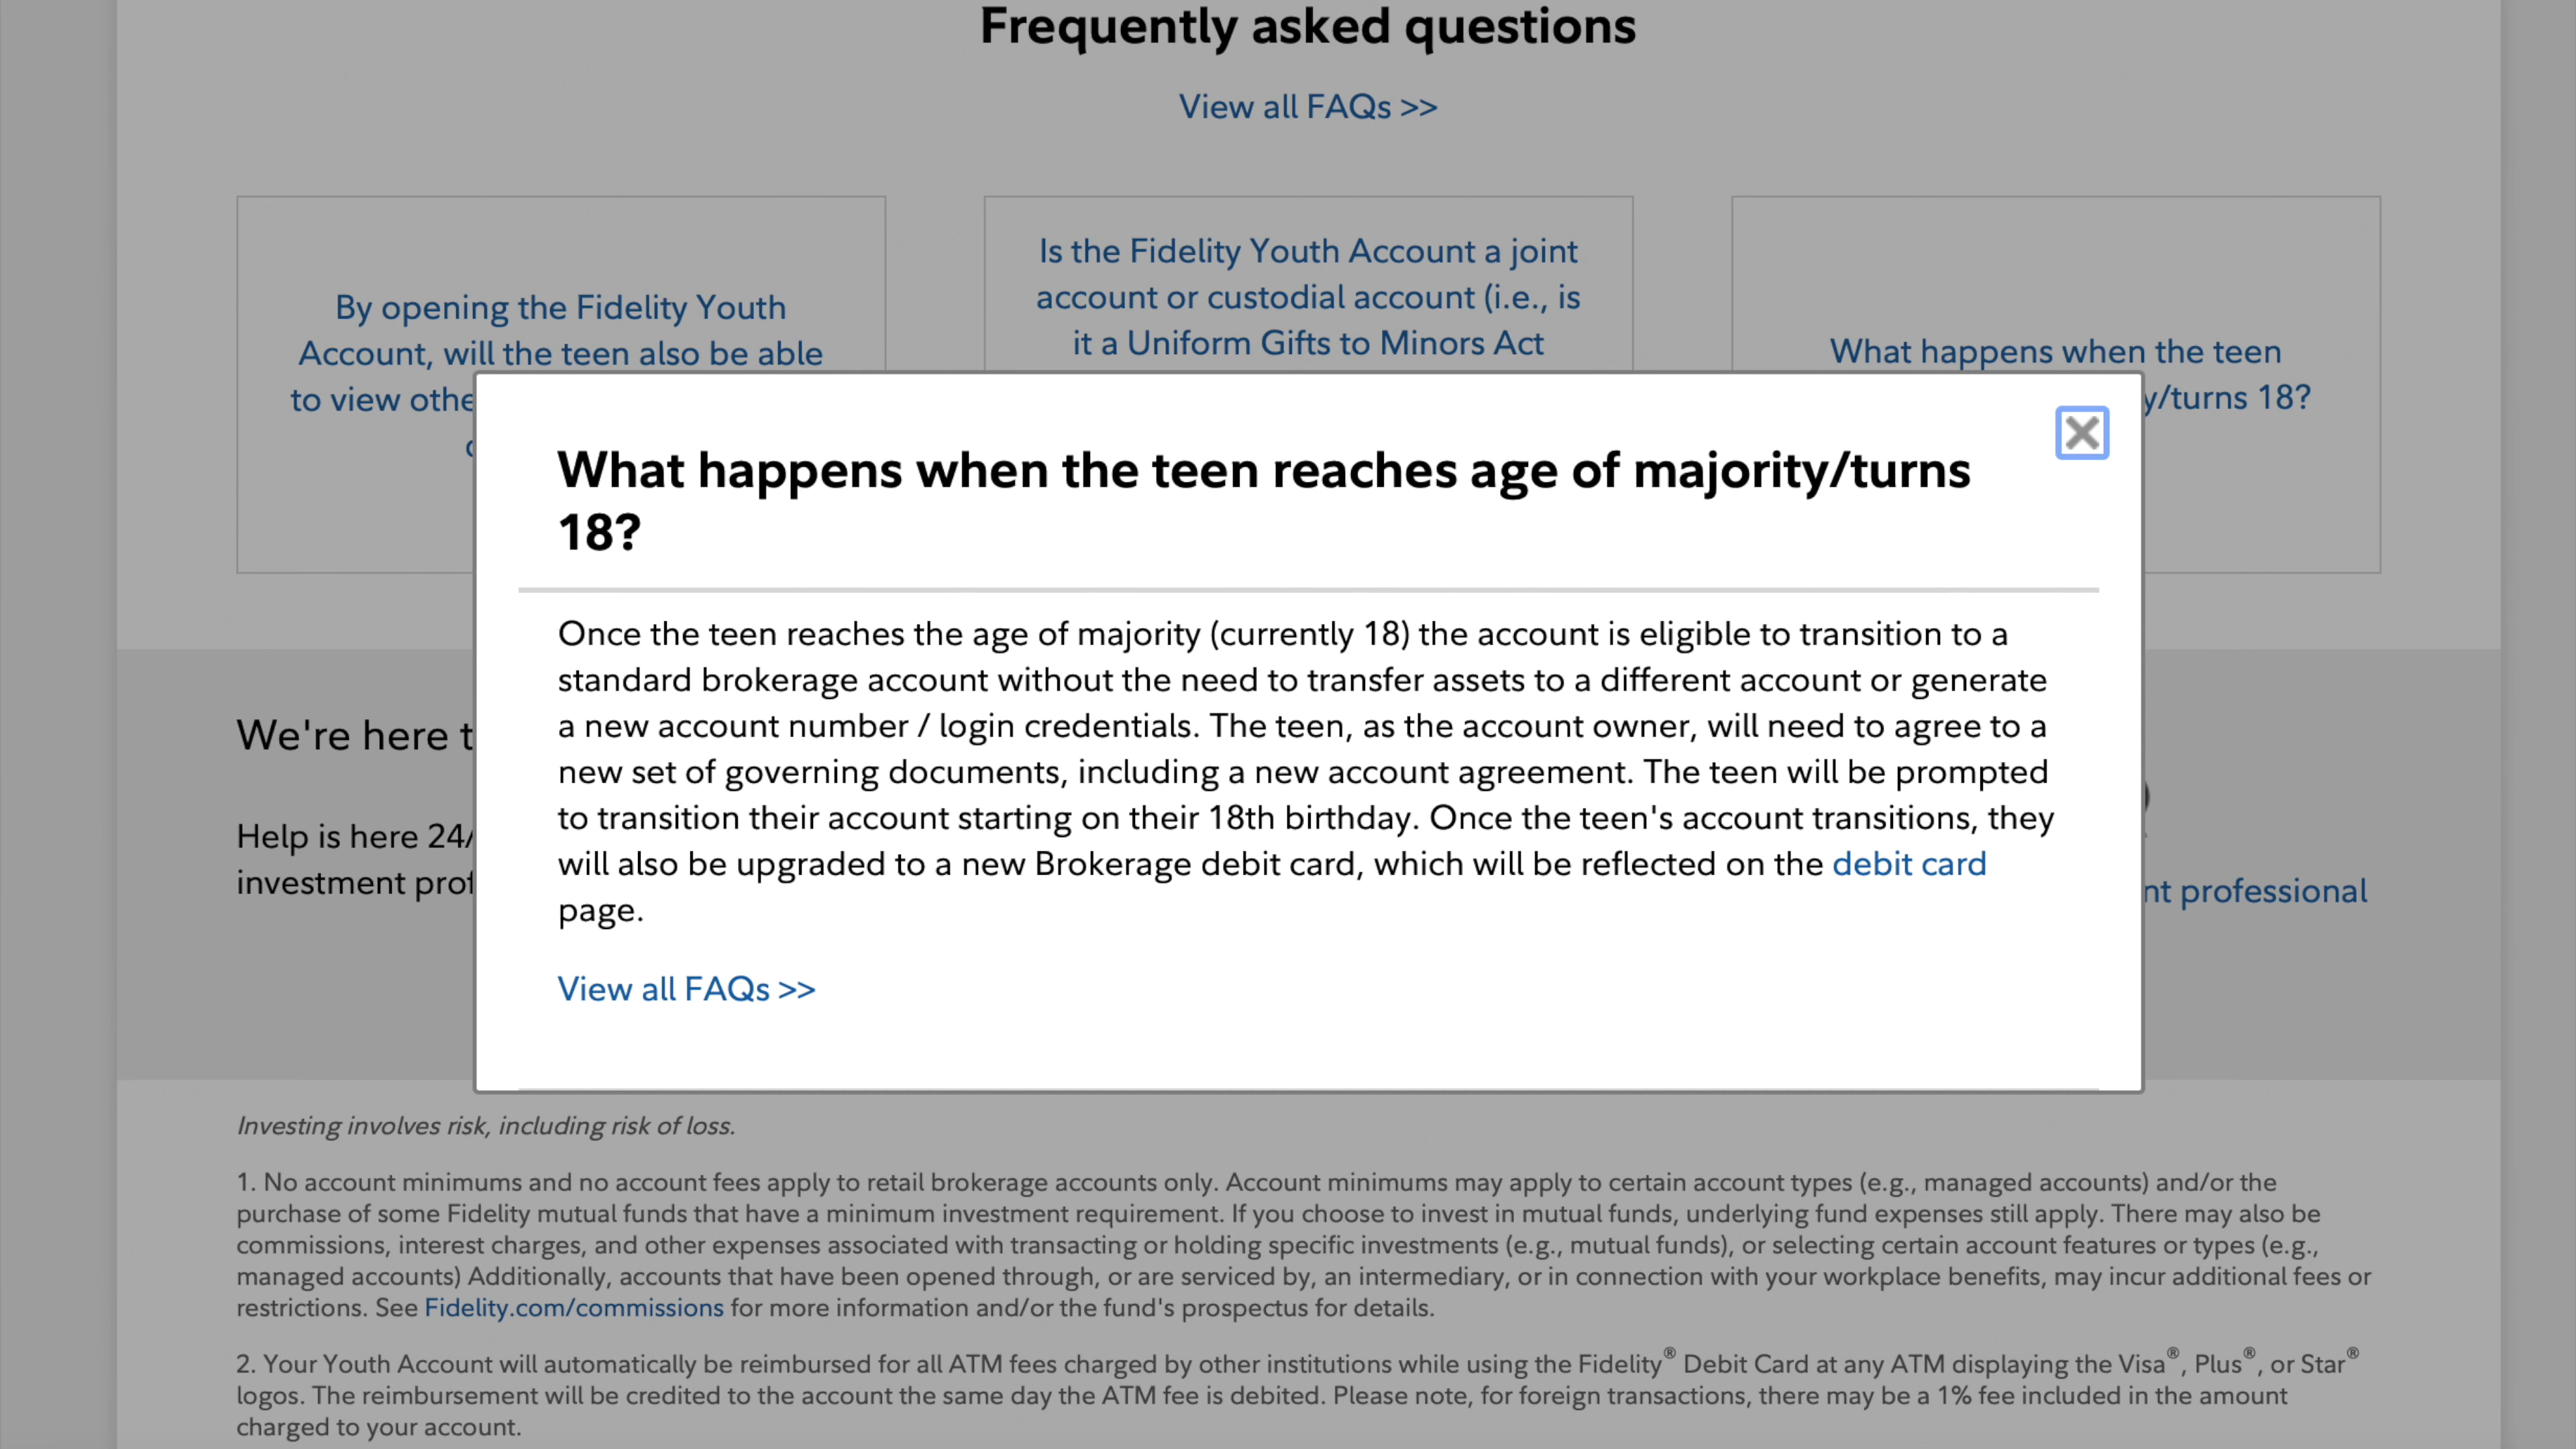 Frequently asked questions
View all FAQs >>
By opening the Fidelity Youth
Account, will the teen also be able
to view othe
Is the Fidelity Youth Account a joint
account or custodial account (i.e., is
it a Uniform Gifts to Minors Act
What happens when the teen
y/turns 18?
What happens when the teen reaches age of majority/turns
18?
Once the teen reaches the age of majority (currently 18) the account is eligible to transition to a
standard brokerage account without the need to transfer assets to a different account or generate
a new account number / login credentials. The teen, as the account owner, will need to agree to a
new set of governing documents, including a new account agreement. The teen will be prompted
to transition their account starting on their 18th birthday. Once the teen's account transitions, they
will also be upgraded to a new Brokerage debit card, which will be reflected on the debit card
page.
View all FAQs >>
We're here t
Help is here 24/
investment prof
nt professional
Investing involves risk, including risk of loss.
1. No account minimums and no account fees apply to retail brokerage accounts only. Account minimums may apply to certain account types (e.g., managed accounts) and/or the
purchase of some Fidelity mutual funds that have a minimum investment requirement. If you choose to invest in mutual funds, underlying fund expenses still apply. There may also be
commissions, interest charges, and other expenses associated with transacting or holding specific investments (e.g., mutual funds), or selecting certain account features or types (e.g.,
managed accounts) Additionally, accounts that have been opened through, or are serviced by, an intermediary, or in connection with your workplace benefits, may incur additional fees or
restrictions. See Fidelity.com/commissions for more information and/or the fund's prospectus for details.
2. Your Youth Account will automatically be reimbursed for all ATM fees charged by other institutions while using the Fidelity® Debit Card at any ATM displaying the Visa®, Plus®, or Star®
logos. The reimbursement will be credited to the account the same day the ATM fee is debited. Please note, for foreign transactions, there may be a 1% fee included in the amount
charged to your account.